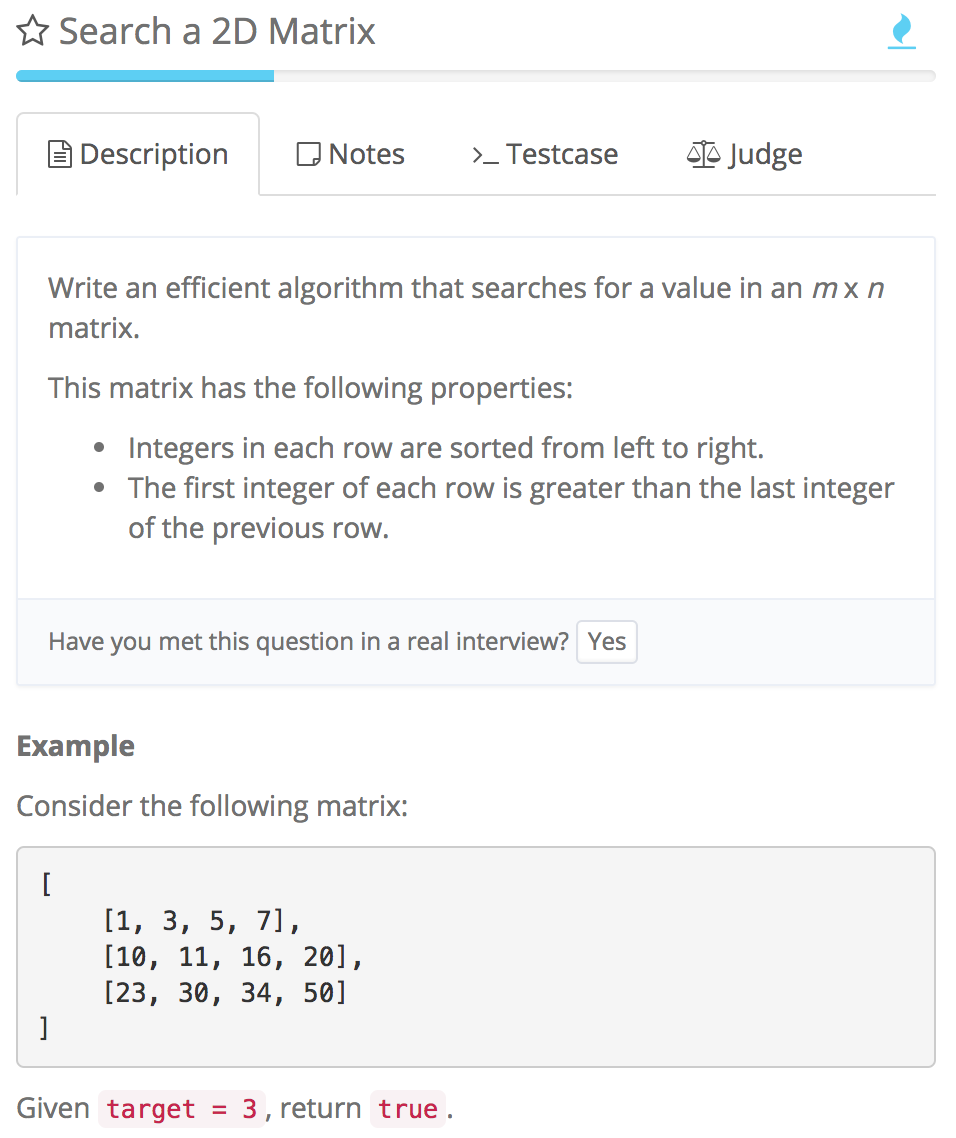 Search a 2D Matrix
Description
Notes
>_ Testcase
Judge
Write an efficient algorithm that searches for a value in an m x n
matrix.
This matrix has the following properties:
• Integers in each row are sorted from left to right.
• The first integer of each row is greater than the last integer
of the previous row.
Have you met this question in a real interview? Yes
Example
Consider the following matrix:
[
    [1, 3, 5, 7],
    [10, 11, 16, 20],
    [23, 30, 34, 50]
]
Given target = 3, return true.